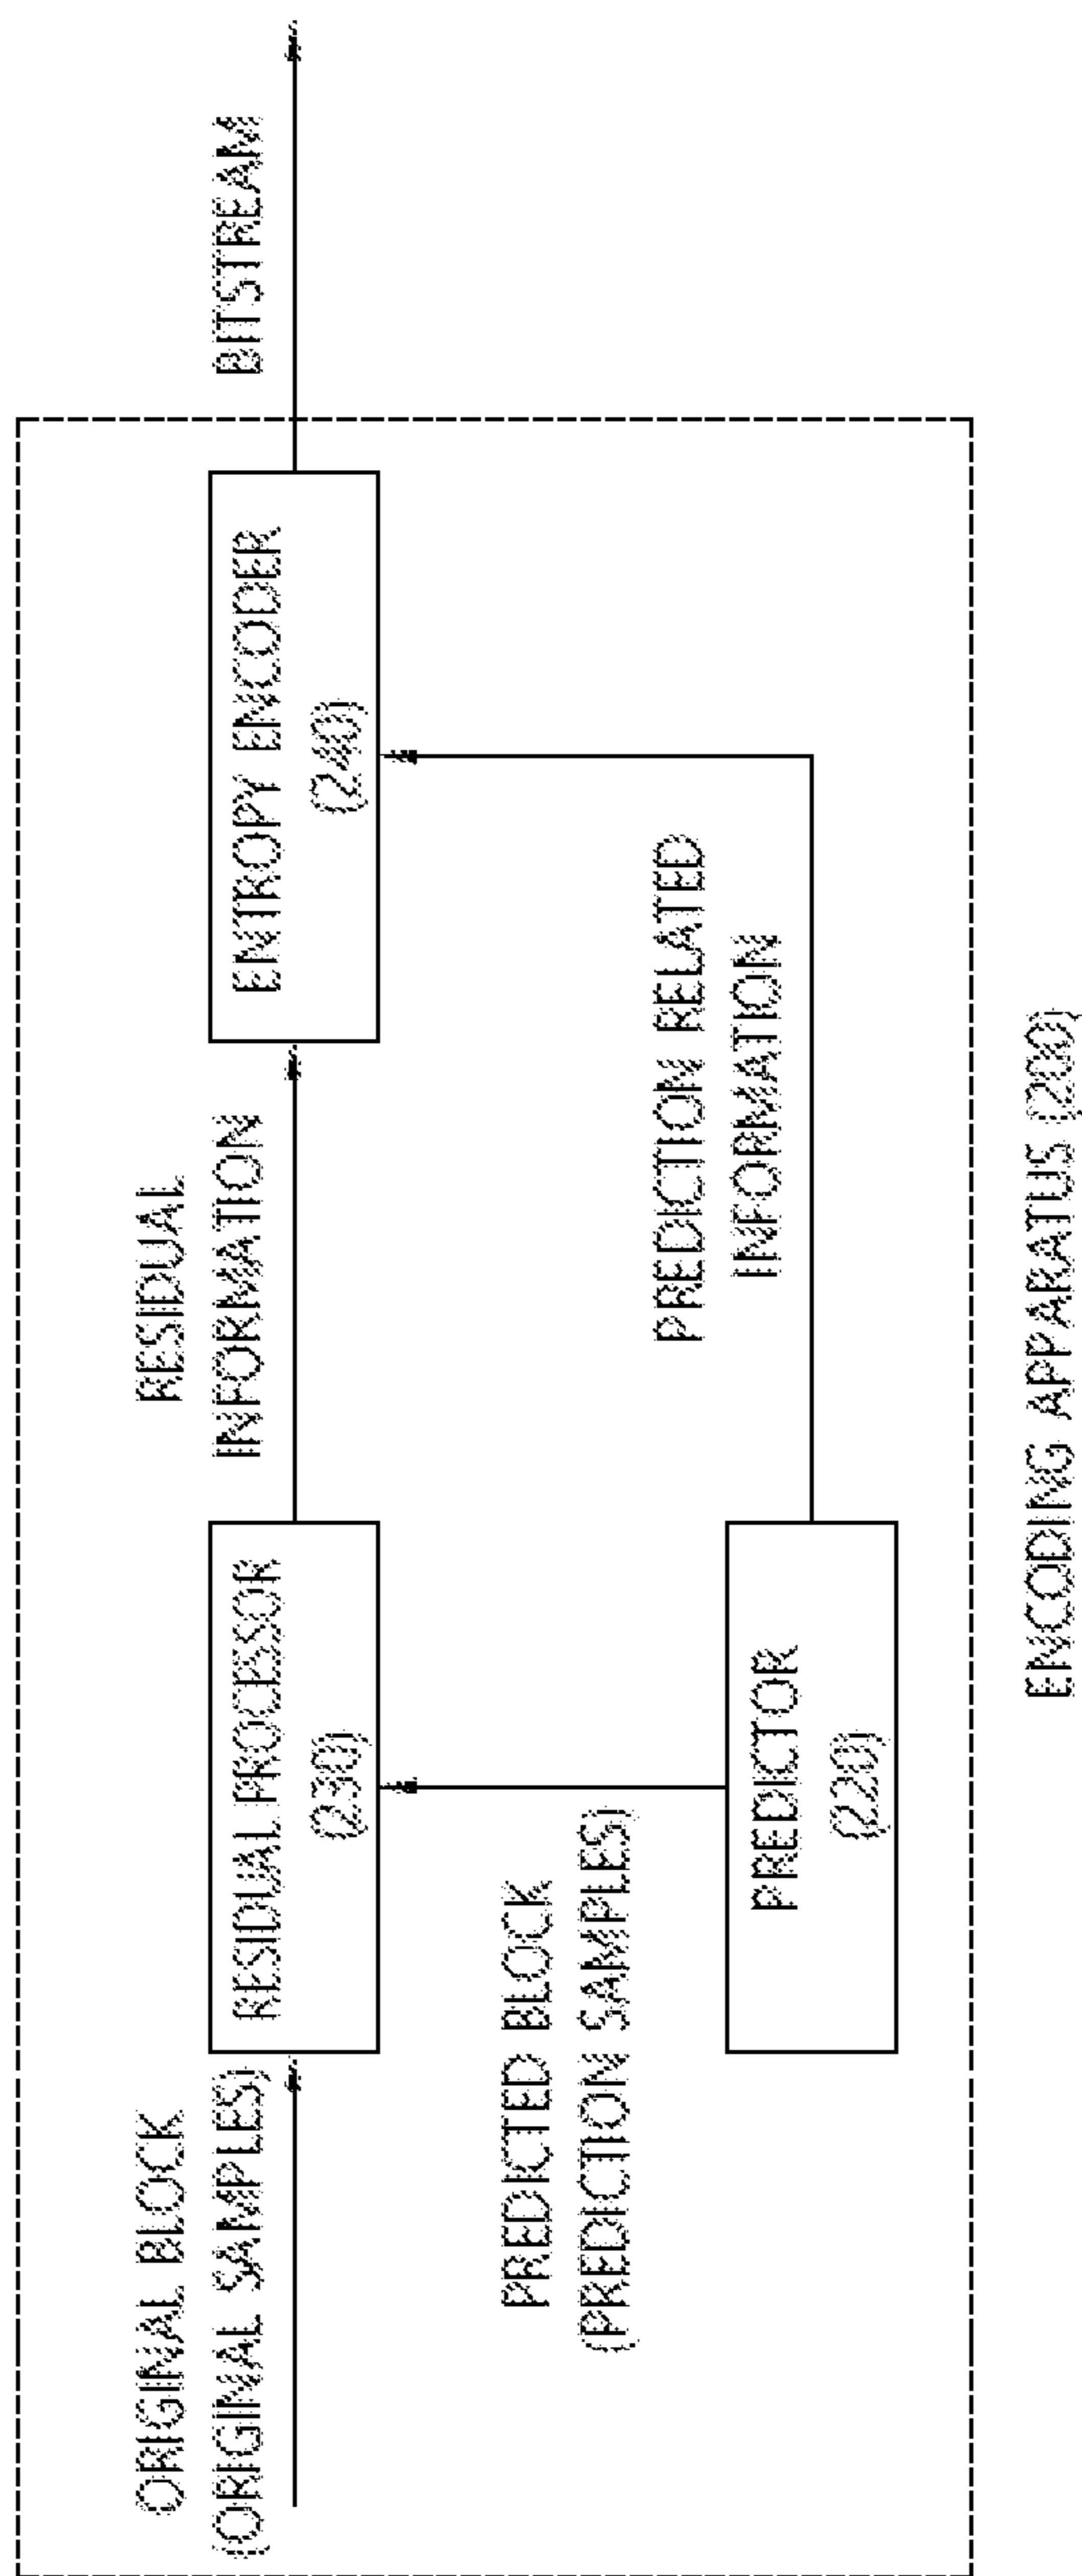 ORIGINAL BLOCK
(ORIGINAL SAMPLES)
RESIDUAL PROCESSOR
(230)
RESIDUAL
INFORMATION
ENTROPY ENCODER
(240)
BITSTREAM
PREDICTED BLOCK
(PREDICTION SAMPLES)
PREDICTION RELATED
INFORMATION
PREDICTOR
(220)
ENCODING APPARATUS (200)